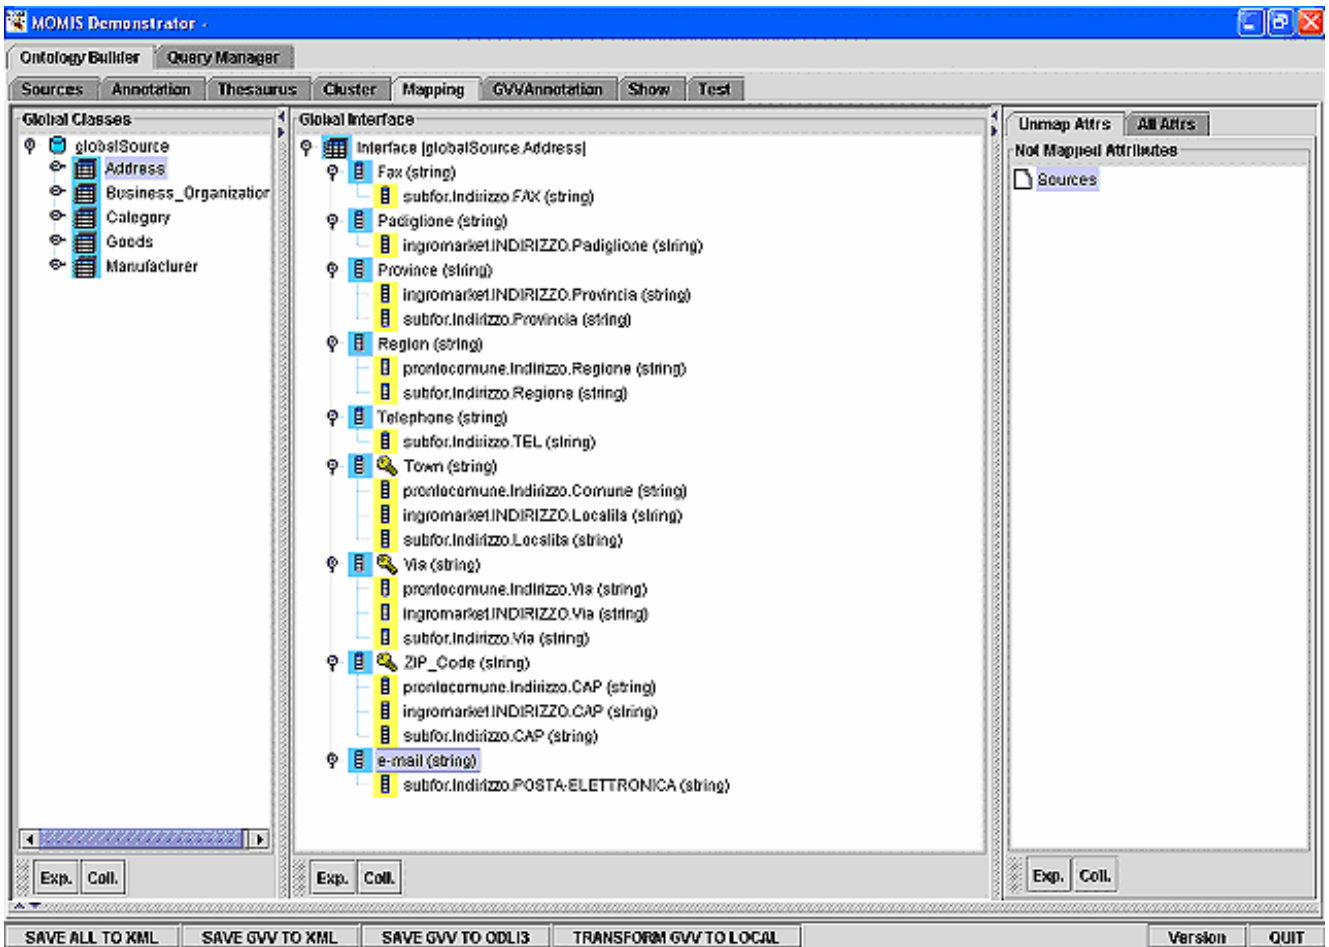 MOMIS Demonstrator -
Ontology Builder Query Manager
Sources Annotation Thesaurus Cluster Mapping GVVAnnotation Show Test
Global Classes
globalSource
Address
Business_Organization
Category
Goods
Manufacturer
Exp. Coll.
Global Interface
Interface [globalSource.Address]
Fax (string)
subfor.Indirizzo.FAX (string)
Padiglione (string)
ingromarket.INDIRIZZO.Padiglione (string)
Province (string)
ingromarket.INDIRIZZO.Provincia (string)
subfor.Indirizzo.Provincia (string)
Region (string)
prontocomune.Indirizzo.Regione (string)
subfor.Indirizzo.Regione (string)
Telephone (string)
subfor.Indirizzo.TEL (string)
Town (string)
prontocomune.Indirizzo.Comune (string)
ingromarket.INDIRIZZO.Localita (string)
subfor.Indirizzo.Localita (string)
Via (string)
prontocomune.Indirizzo.Via (string)
ingromarket.INDIRIZZO.Via (string)
subfor.Indirizzo.Via (string)
ZIP_Code (string)
prontocomune.Indirizzo.CAP (string)
ingromarket.INDIRIZZO.CAP (string)
subfor.Indirizzo.CAP (string)
e-mail (string)
subfor.Indirizzo.POSTA-ELETTRONICA (string)
Exp. Coll.
Unmap Attrs All Attrs
Not Mapped Attributes
Sources
Exp. Coll.
SAVE ALL TO XML SAVE GVV TO XML SAVE GVV TO ODLI3 TRANSFORM GVV TO LOCAL Version QUIT